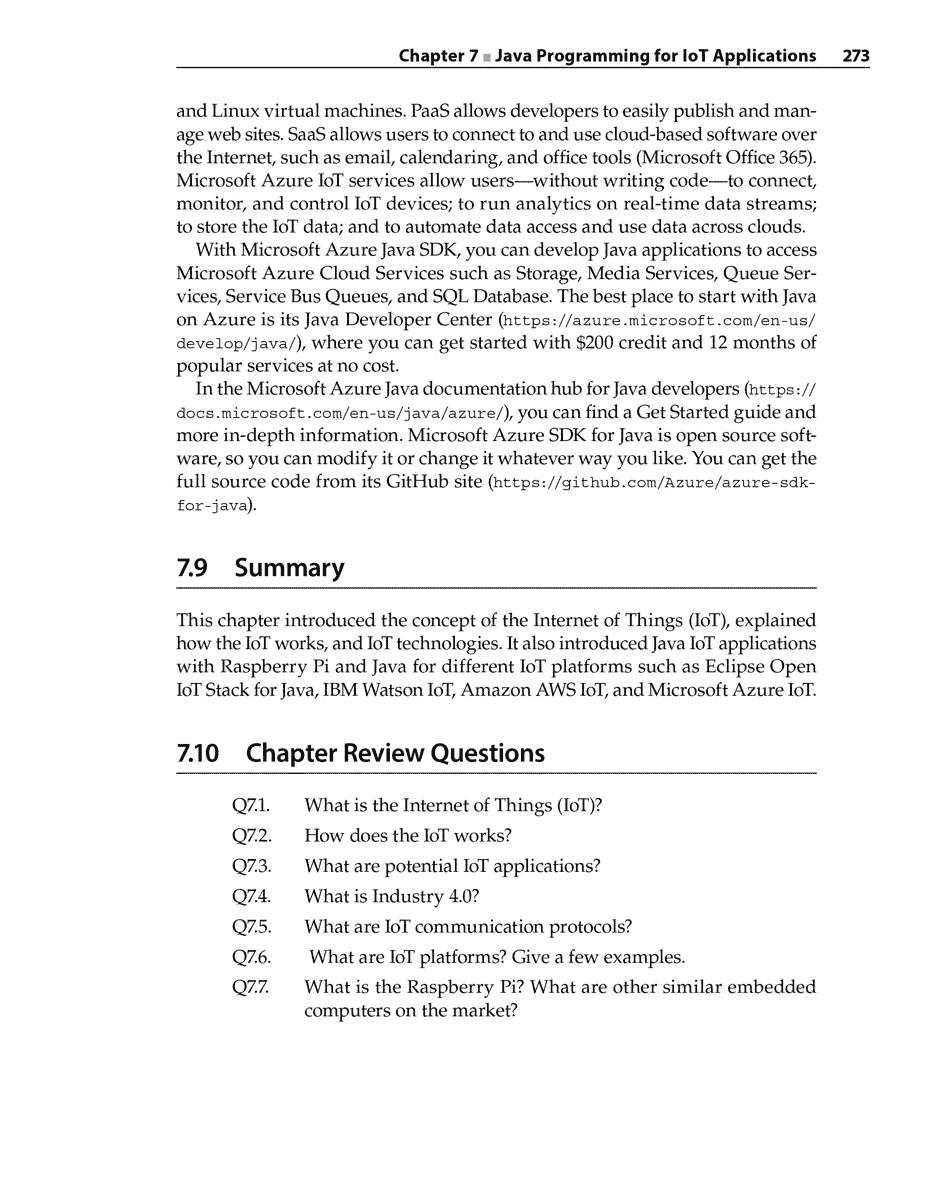 Chapter 7 ■ Java Programming for IoT Applications 273
and Linux virtual machines. PaaS allows developers to easily publish and man-
age web sites. SaaS allows users to connect to and use cloud-based software over
the Internet, such as email, calendaring, and office tools (Microsoft Office 365).
Microsoft Azure IoT services allow users—without writing code—to connect,
monitor, and control IoT devices; to run analytics on real-time data streams;
to store the IoT data; and to automate data access and use data across clouds.
With Microsoft Azure Java SDK, you can develop Java applications to access
Microsoft Azure Cloud Services such as Storage, Media Services, Queue Ser-
vices, Service Bus Queues, and SQL Database. The best place to start with Java
on Azure is its Java Developer Center (https://azure.microsoft.com/en-us/
develop/java/), where you can get started with $200 credit and 12 months of
popular services at no cost.
In the Microsoft Azure Java documentation hub for Java developers (https://
docs.microsoft.com/en-us/java/azure/), you can find a Get Started guide and
more in-depth information. Microsoft Azure SDK for Java is open source soft-
ware, so you can modify it or change it whatever way you like. You can get the
full source code from its GitHub site (https://github.com/Azure/azure-sdk-
for-java).
7.9 Summary
This chapter introduced the concept of the Internet of Things (IoT), explained
how the IoT works, and IoT technologies. It also introduced Java IoT applications
with Raspberry Pi and Java for different IoT platforms such as Eclipse Open
IoT Stack for Java, IBM Watson IoT, Amazon AWS IoT, and Microsoft Azure IoT.
7.10 Chapter Review Questions
Q7.1. What is the Internet of Things (IoT)?
Q7.2. How does the IoT works?
Q7.3. What are potential IoT applications?
Q7.4. What is Industry 4.0?
Q7.5. What are IoT communication protocols?
Q7.6. What are IoT platforms? Give a few examples.
Q7.7. What is the Raspberry Pi? What are other similar embedded
computers on the market?